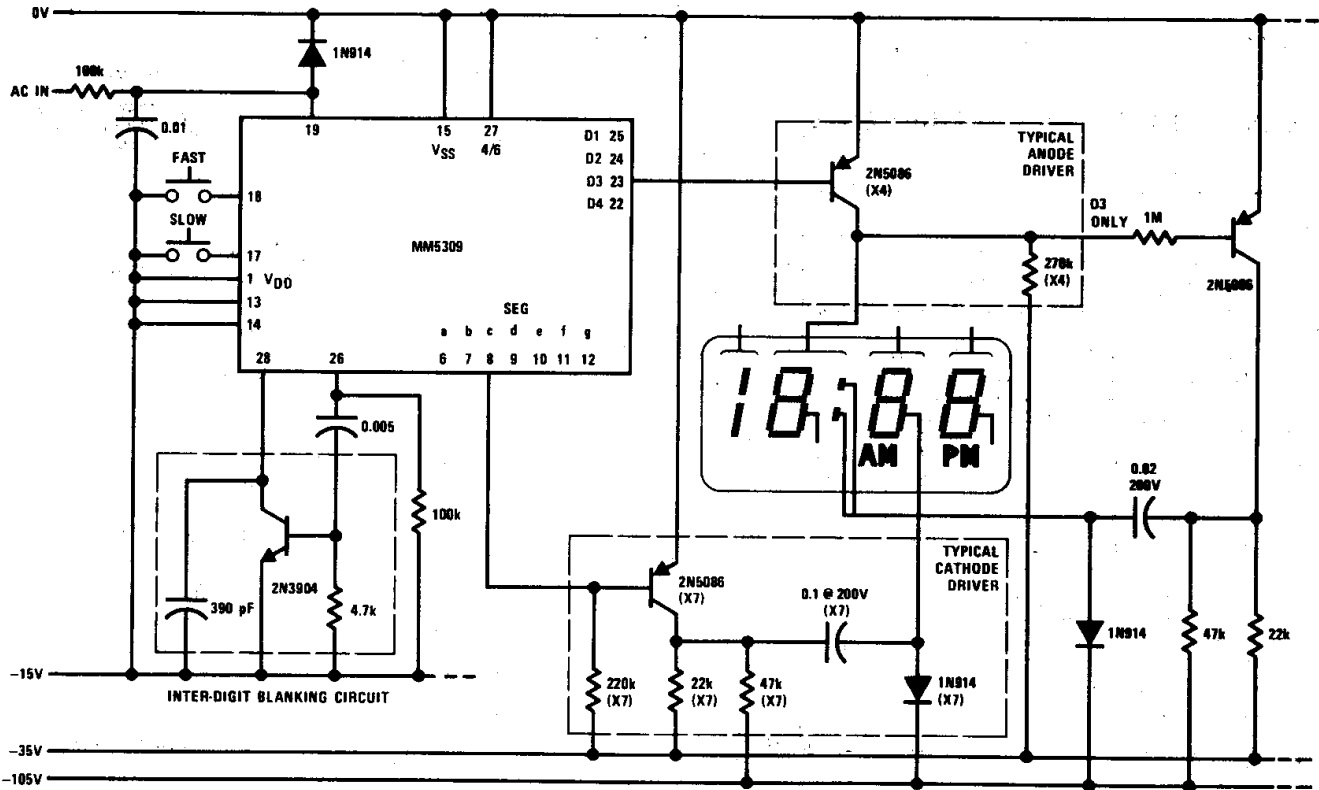 0V
1N914
100k
AC IN
0.01
19
15
VSS
27
4/6
D1 25
D2 24
D3 23
D4 22
FAST
18
SLOW
17
1 VDD
13
14
MM5309
SEG
a b c d e f g
6 7 8 9 10 11 12
28
26
TYPICAL
ANODE
DRIVER
2N5086
(X4)
D3
ONLY
1M
270k
(X4)
2N5086
18:88
AM PM
0.005
100k
2N3904
390 pF
4.7k
INTER-DIGIT BLANKING CIRCUIT
TYPICAL
CATHODE
DRIVER
2N5086
(X7)
0.1 @ 200V
(X7)
220k
(X7)
22k
(X7)
47k
(X7)
1N914
(X7)
0.02
200V
1N914
47k
22k
–15V
–35V
–105V